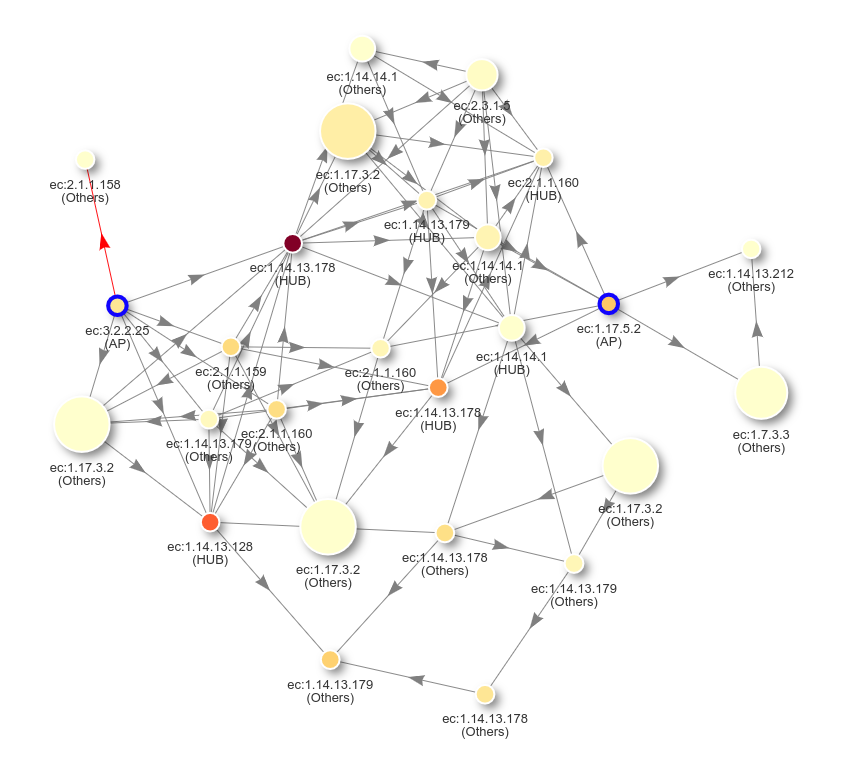 ec:1.14.14.1
(Others)
ec:2.3.1.5
(Others)
ec:1.17.3.2
(Others)
ec:2.1.1.158
(Others)
ec:2.1.1.160
(HUB)
ec:1.14.13.179
(HUB)
ec:1.14.13.178
(HUB)
ec:1.14.14.1
(Others)
ec:1.14.13.212
(Others)
ec:3.2.2.25
(AP)
ec:1.17.5.2
(AP)
ec:1.14.14.1
(HUB)
ec:2.1.1.159
(Others)
ec:2.1.1.160
(Others)
ec:1.14.13.178
(HUB)
ec:1.14.13.179
(Others)
ec:2.1.1.160
(Others)
ec:1.7.3.3
(Others)
ec:1.17.3.2
(Others)
ec:1.17.3.2
(Others)
ec:1.14.13.128
(HUB)
ec:1.17.3.2
(Others)
ec:1.14.13.178
(Others)
ec:1.14.13.179
(Others)
ec:1.14.13.179
(Others)
ec:1.14.13.178
(Others)